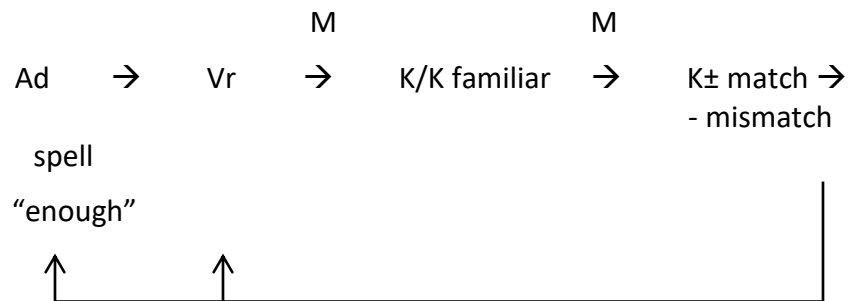 M M
Ad → Vr → K/K familiar → K± match →
- mismatch
spell
“enough”